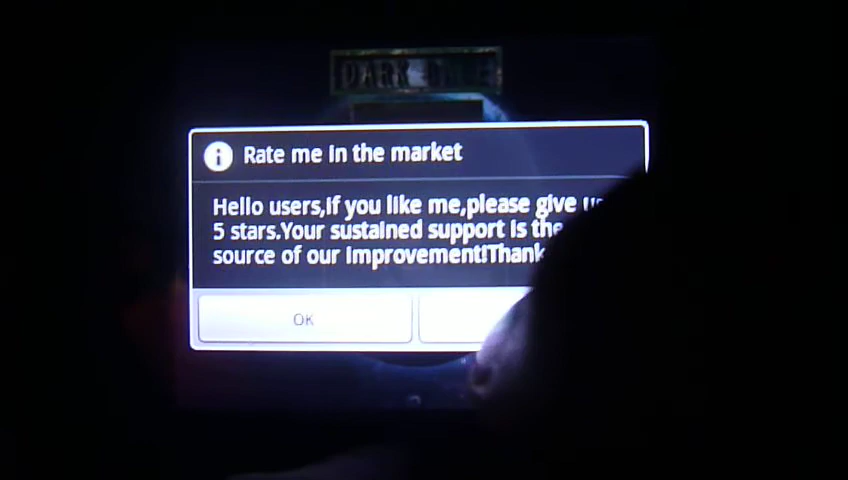 DARK
Rate me in the market
Hello users,if you like me,please give
5 stars.Your sustained support is the
source of our improvement!Thank
OK